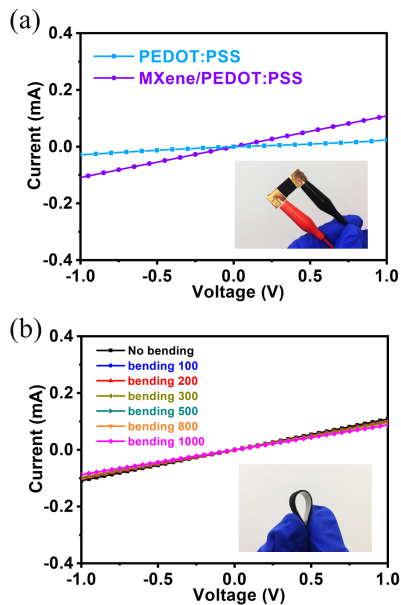 (a)
0.4
PEDOT:PSS
MXene/PEDOT:PSS
0.2
0.0
-0.2
-0.4
Current (mA)
-1.0 -0.5 0.0 0.5 1.0
Voltage (V)
(b)
0.4
No bending
bending 100
bending 200
bending 300
bending 500
bending 800
bending 1000
0.2
0.0
-0.2
-0.4
Current (mA)
-1.0 -0.5 0.0 0.5 1.0
Voltage (V)